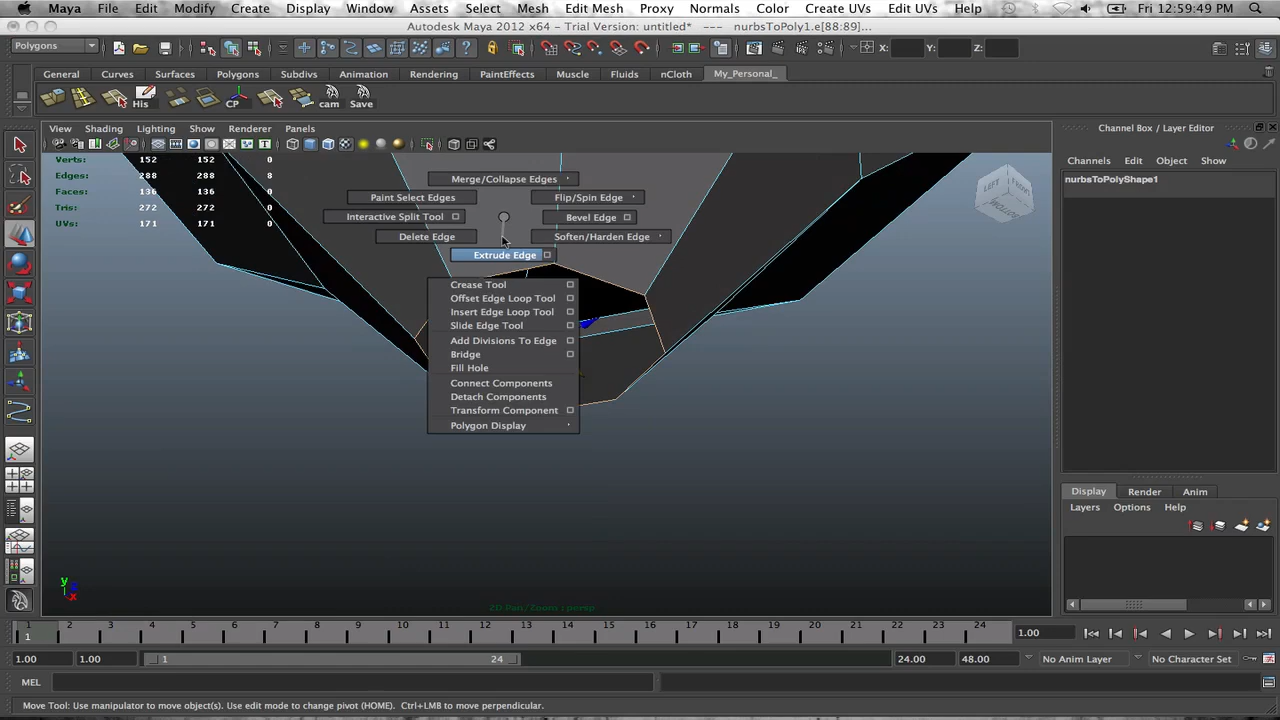 Maya File Edit Modify Create Display Window Assets Select Mesh Edit Mesh Proxy Normals Color Create UVs Edit UVs Help Fri 12:59:49 PM
Autodesk Maya 2012 x64 - Trial Version: untitled* --- nurbsToPoly1.e[88:89]...
Polygons X: Y: Z:
General Curves Surfaces Polygons Subdivs Deformation Animation Rendering PaintEffects Muscle Fluids nCloth My_Personal_
His CP cam Save
View Shading Lighting Show Renderer Panels
Channel Box / Layer Editor
Channels Edit Object Show
nurbsToPolyShape1
Verts: 152 152 0
Edges: 288 288 8
Faces: 136 136 0
Tris: 272 272 0
UVs: 171 171 0
LEFT FRONT BOTTOM
Merge/Collapse Edges
Paint Select Edges Flip/Spin Edge
Interactive Split Tool Bevel Edge
Delete Edge Soften/Harden Edge
Extrude Edge
Crease Tool
Offset Edge Loop Tool
Insert Edge Loop Tool
Slide Edge Tool
Add Divisions To Edge
Bridge
Fill Hole
Connect Components
Detach Components
Transform Component
Polygon Display
Display Render Anim
Layers Options Help
y
z
x
2D Pan/Zoom : persp
1 2 3 4 5 6 7 8 9 10 11 12 13 14 15 16 17 18 19 20 21 22 23 24
1 1.00
1.00 1.00 1 24 24.00 48.00 No Anim Layer No Character Set
MEL
Move Tool: Use manipulator to move object(s). Use edit mode to change pivot (HOME). Ctrl+LMB to move perpendicular.